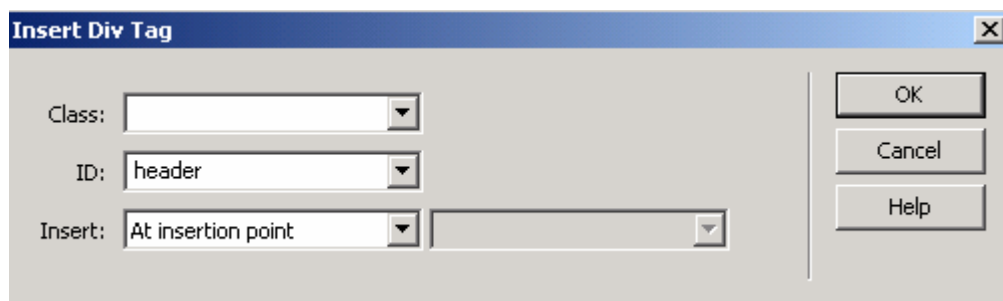 Insert Div Tag
Class:
ID: header
Insert: At insertion point
OK
Cancel
Help